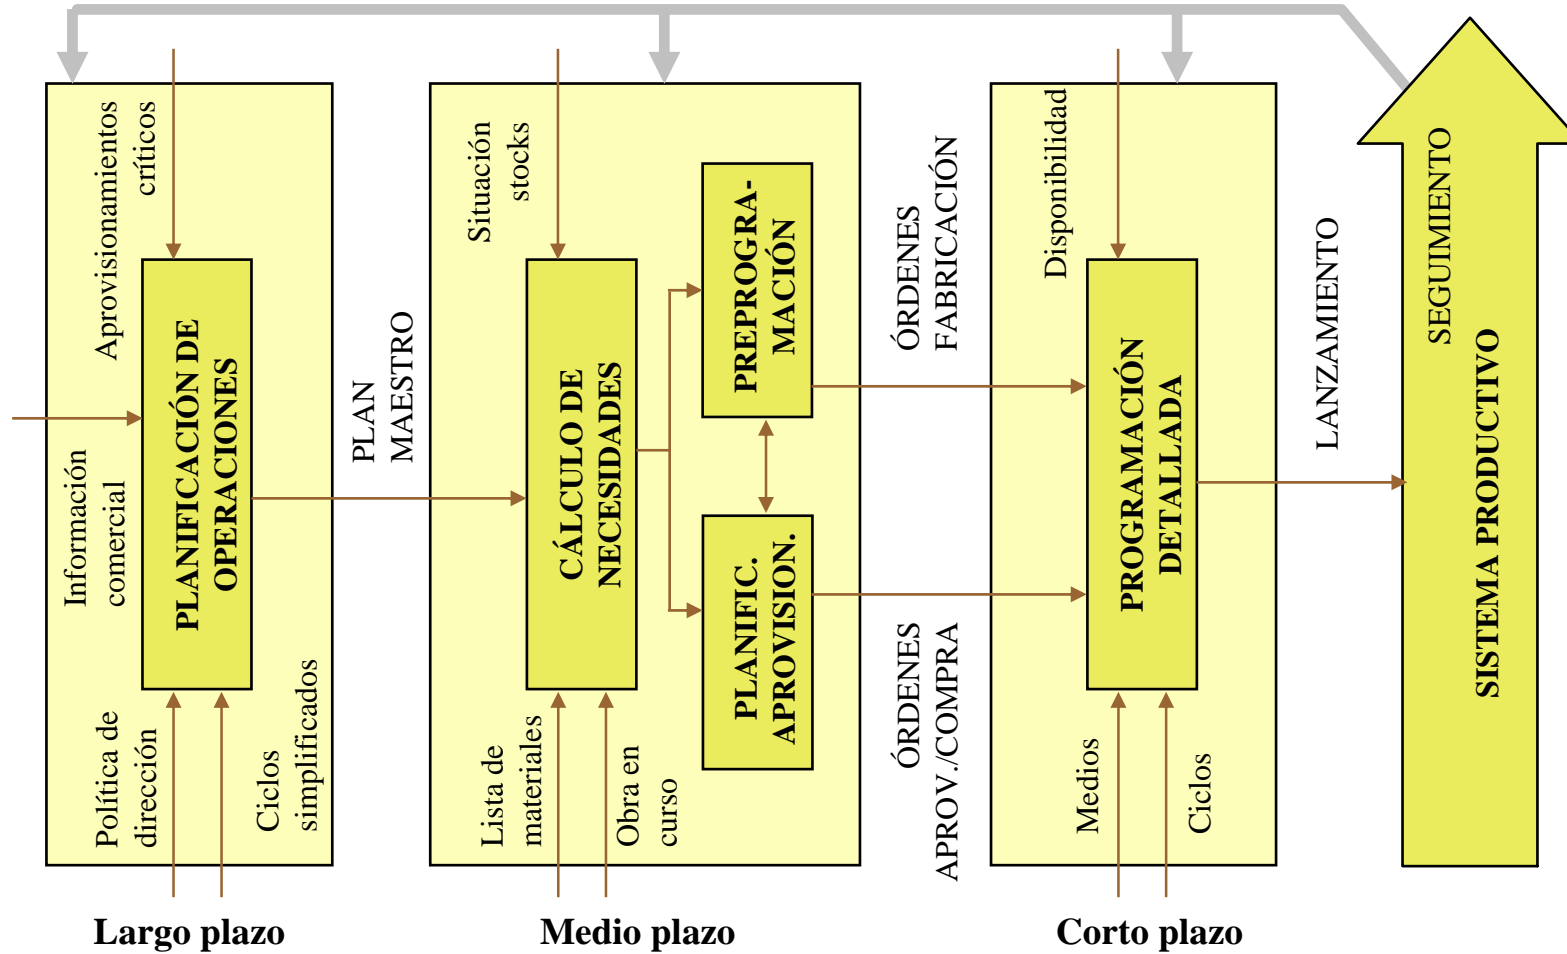 Aprovisionamientos
críticos
Información
comercial
Política de
dirección
Ciclos
simplificados
PLANIFICACIÓN DE
OPERACIONES
PLAN
MAESTRO
Situación
stocks
Lista de
materiales
Obra en
curso
CÁLCULO DE
NECESIDADES
PREPROGRA-
MACIÓN
PLANIFIC.
APROVISION.
ÓRDENES
FABRICACIÓN
ÓRDENES
APROV./COMPRA
Disponibilidad
Medios
Ciclos
PROGRAMACIÓN
DETALLADA
LANZAMIENTO
SEGUIMIENTO
SISTEMA PRODUCTIVO
Largo plazo
Medio plazo
Corto plazo